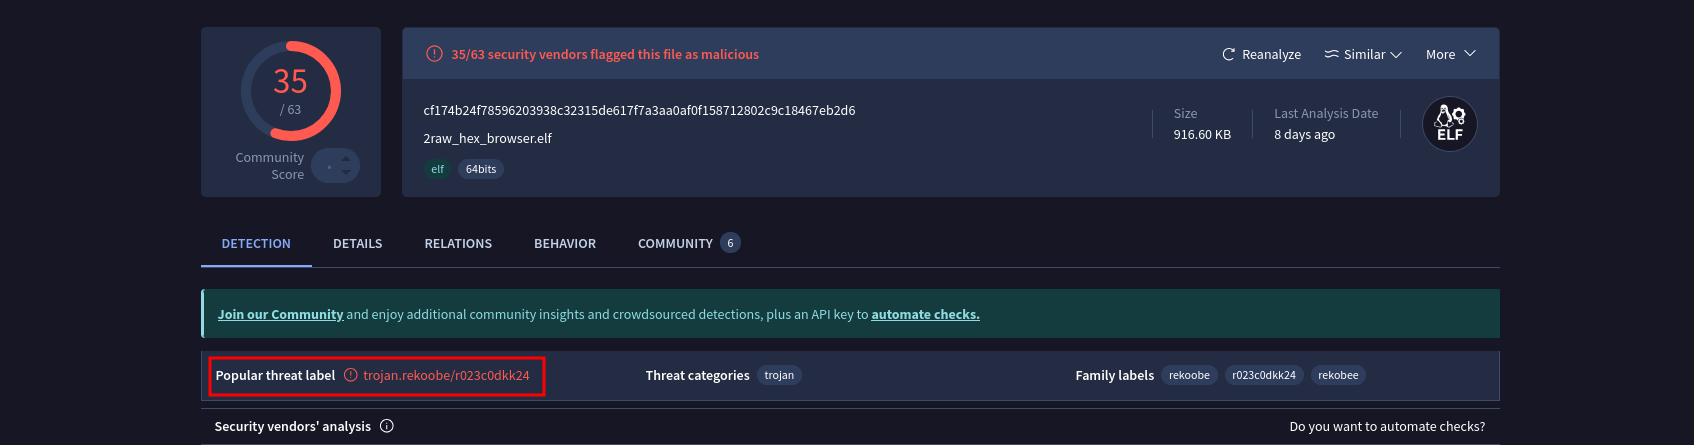 35
/ 63
Community
Score
35/63 security vendors flagged this file as malicious
Reanalyze
Similar
More
cf174b24f78596203938c32315de617f7a3aa0af0f158712802c9c18467eb2d6
2raw_hex_browser.elf
elf 64bits
Size
916.60 KB
Last Analysis Date
8 days ago
ELF
DETECTION DETAILS RELATIONS BEHAVIOR COMMUNITY 6
Join our Community and enjoy additional community insights and crowdsourced detections, plus an API key to automate checks.
Popular threat label trojan.rekoobe/r023c0dkk24 Threat categories trojan Family labels rekoobe r023c0dkk24 rekobee
Security vendors' analysis Do you want to automate checks?